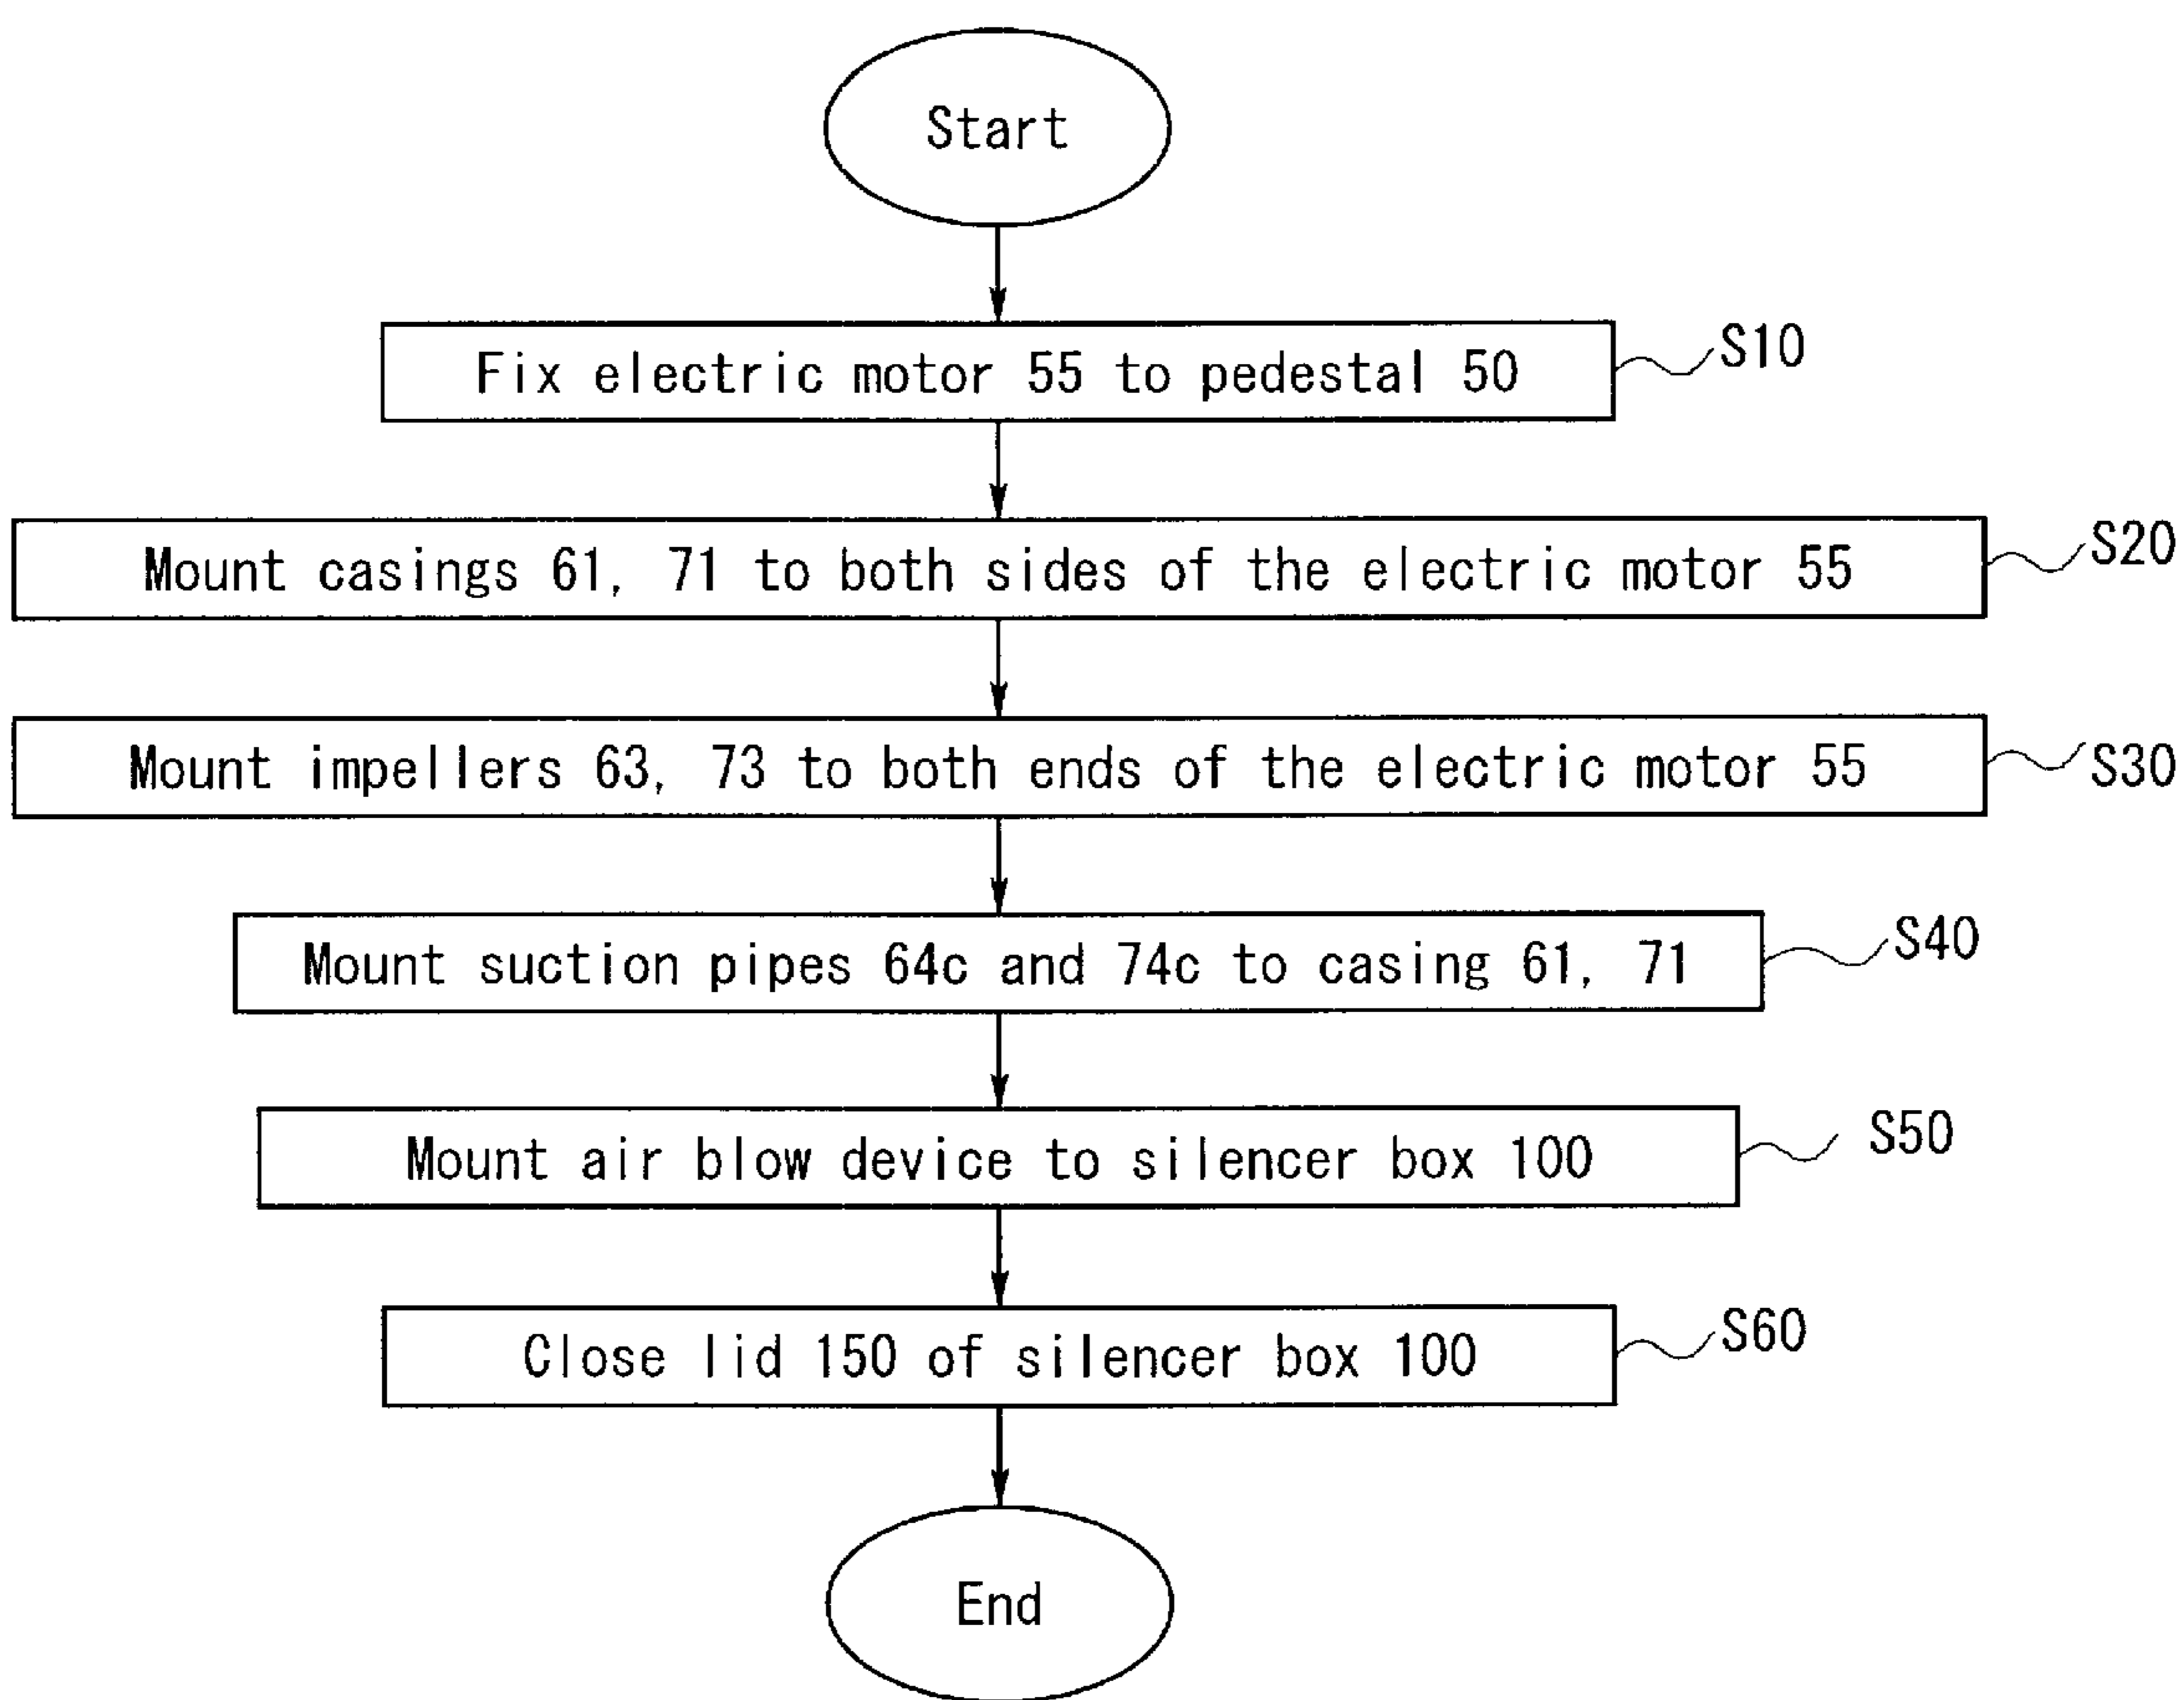 Start
Fix electric motor 55 to pedestal 50
S10
Mount casings 61, 71 to both sides of the electric motor 55
S20
Mount impellers 63, 73 to both ends of the electric motor 55
S30
Mount suction pipes 64c and 74c to casing 61, 71
S40
Mount air blow device to silencer box 100
S50
Close lid 150 of silencer box 100
S60
End